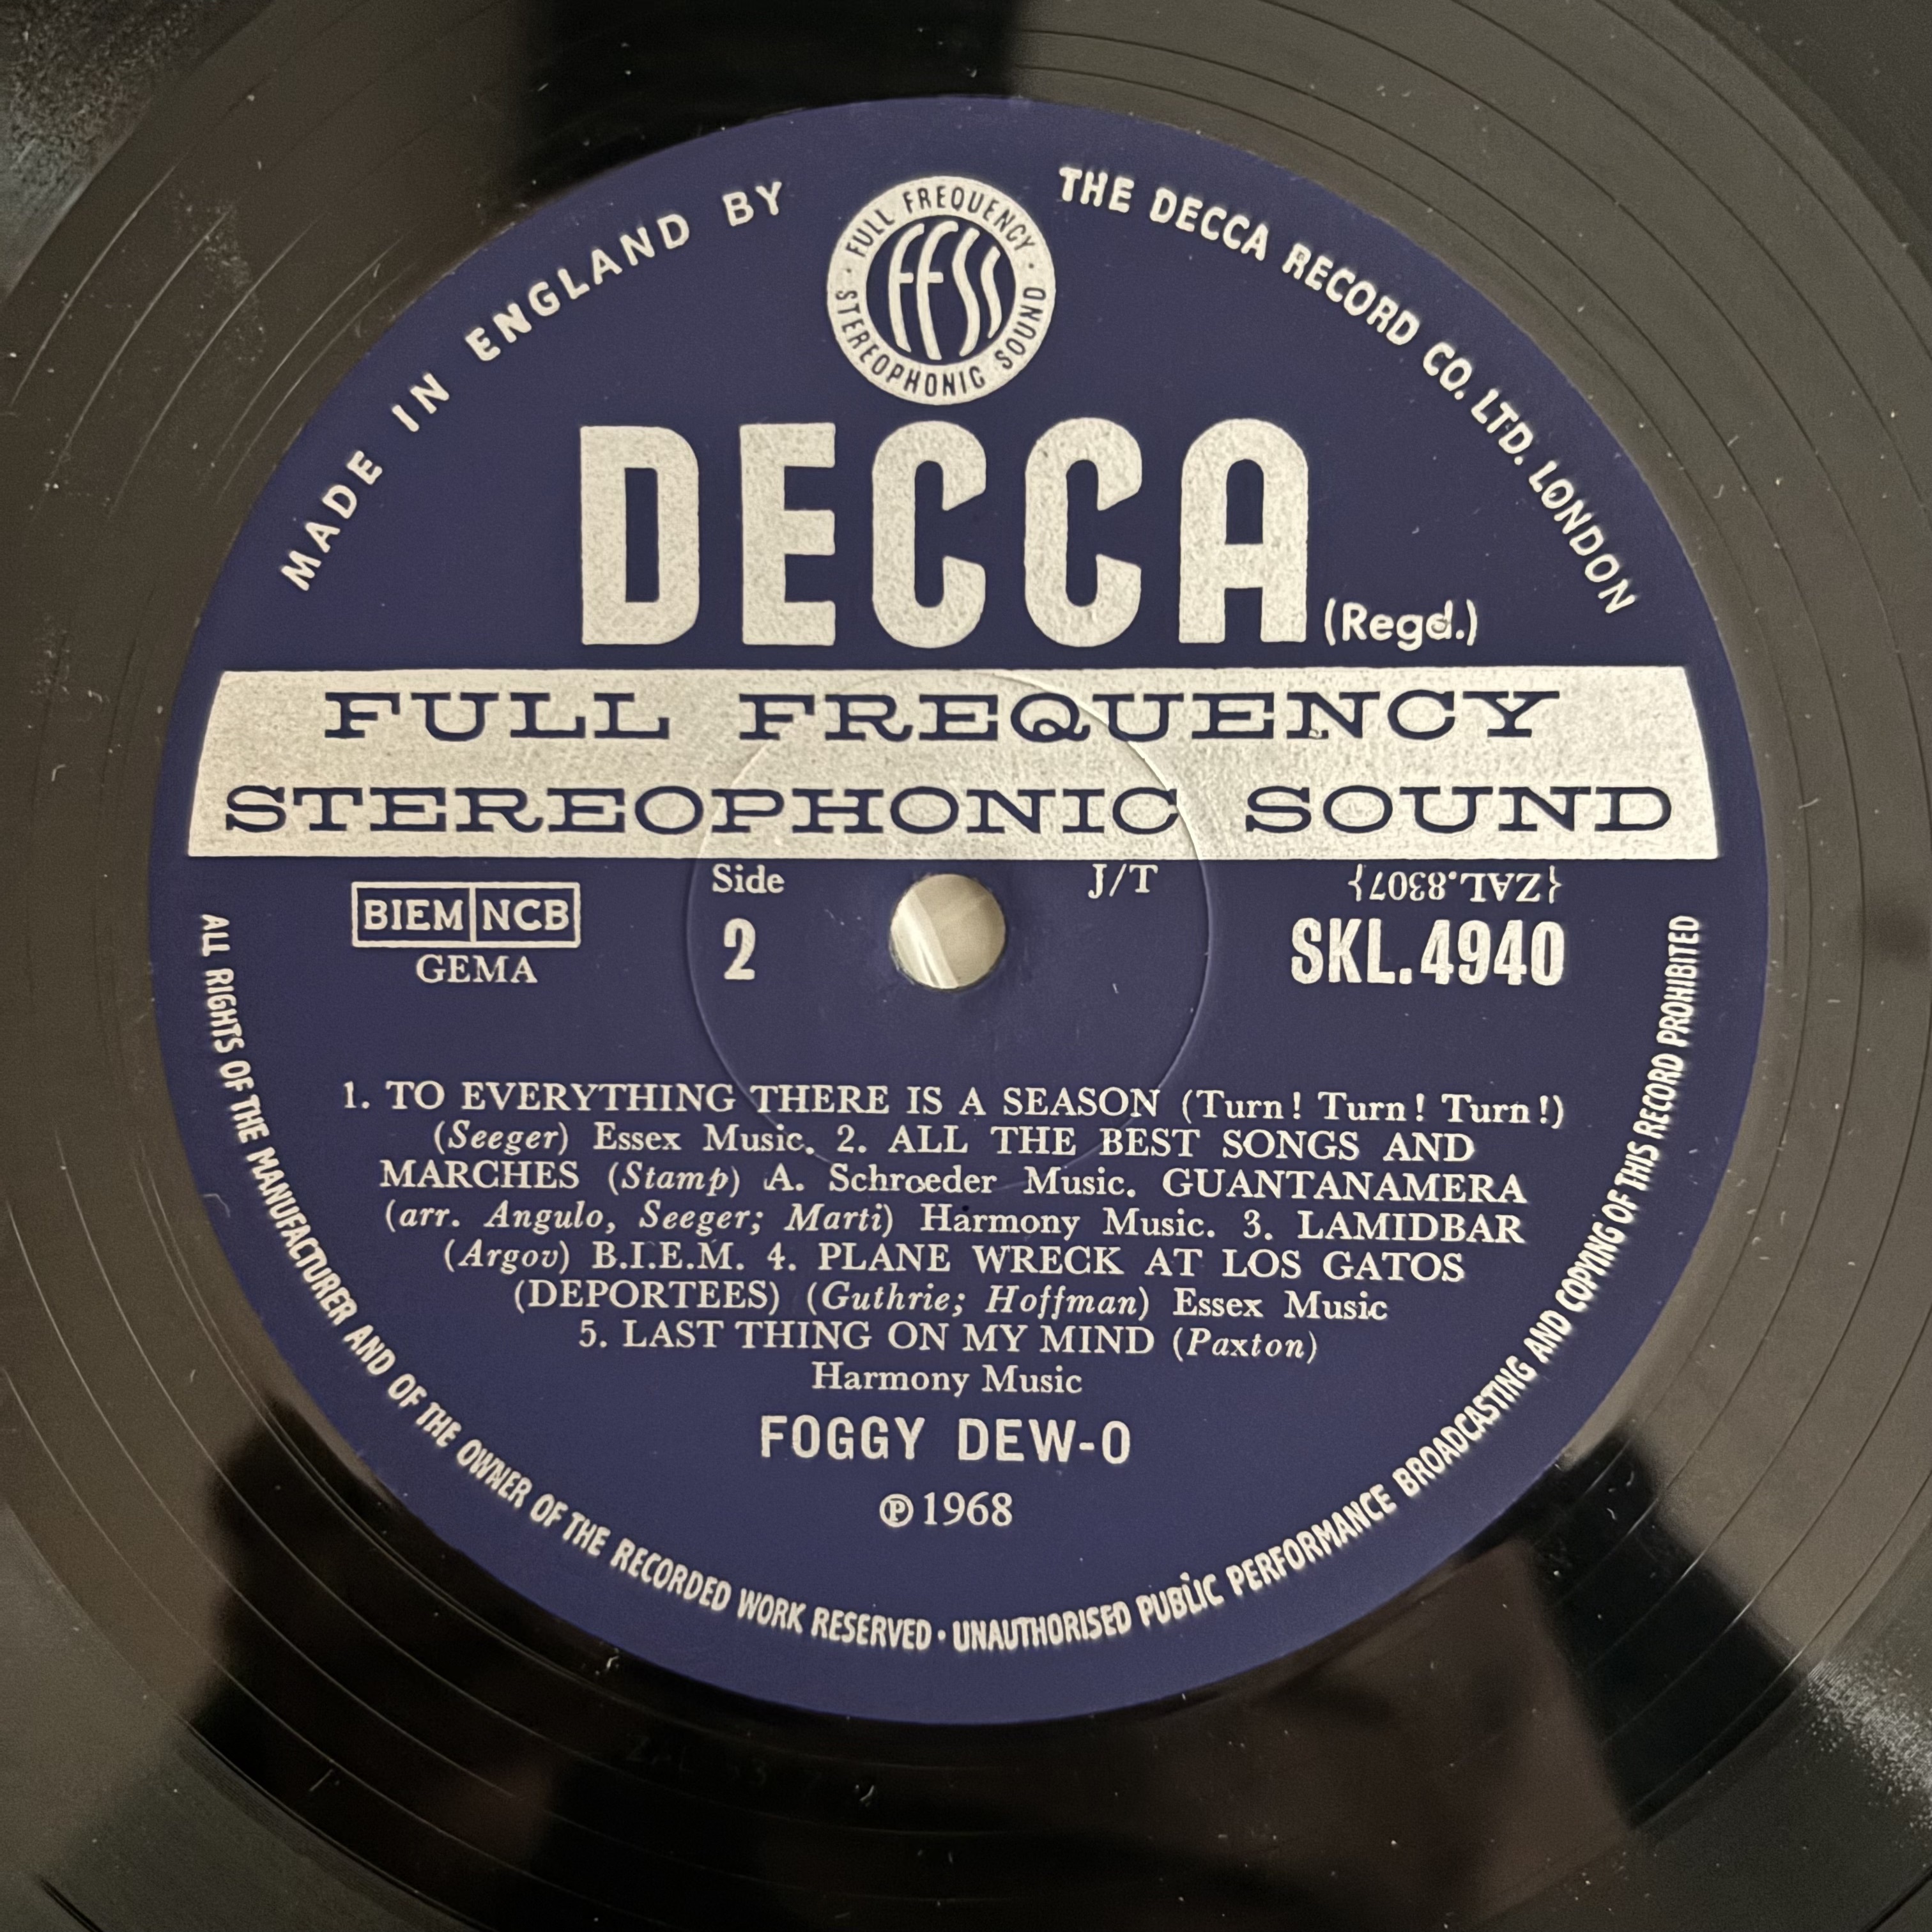 MADE IN ENGLAND BY
THE DECCA RECORD CO. LTD. LONDON
FULL FREQUENCY
STEREOPHONIC SOUND
FFSS
DECCA (Regd.)
FULL FREQUENCY
STEREOPHONIC SOUND
BIEM NCB
GEMA
Side
2
J/T
{ZAL.8307}
SKL.4940
1. TO EVERYTHING THERE IS A SEASON (Turn! Turn! Turn!)
(Seeger) Essex Music. 2. ALL THE BEST SONGS AND
MARCHES (Stamp) A. Schroeder Music. GUANTANAMERA
(arr. Angulo, Seeger; Marti) Harmony Music. 3. LAMIDBAR
(Argov) B.I.E.M. 4. PLANE WRECK AT LOS GATOS
(DEPORTEES) (Guthrie; Hoffman) Essex Music
5. LAST THING ON MY MIND (Paxton)
Harmony Music
FOGGY DEW-O
℗1968
ALL RIGHTS OF THE MANUFACTURER AND OF THE OWNER OF THE RECORDED WORK RESERVED · UNAUTHORISED PUBLIC PERFORMANCE BROADCASTING AND COPYING OF THIS RECORD PROHIBITED